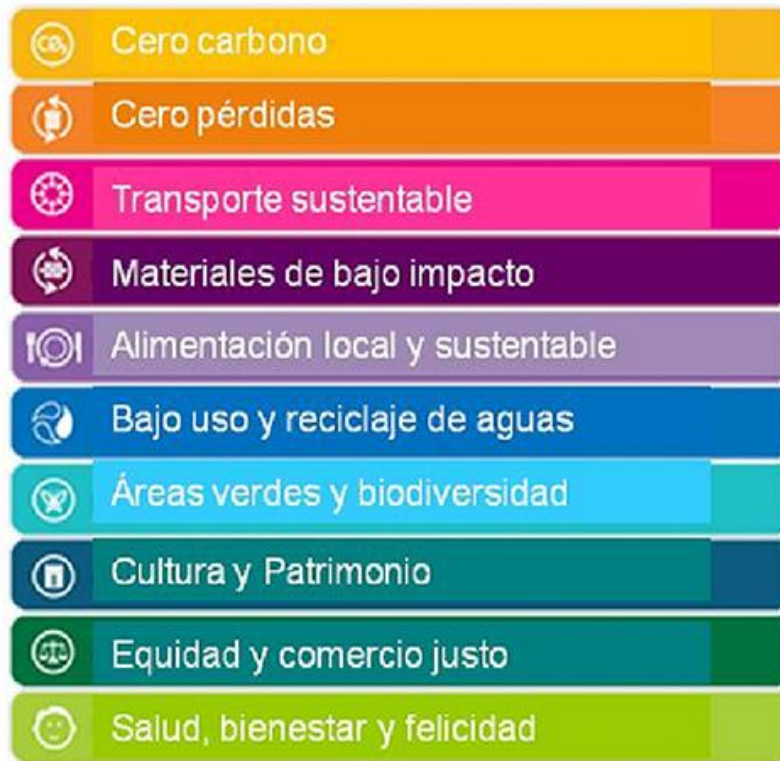 CO₂ Cero carbono
Cero pérdidas
Transporte sustentable
Materiales de bajo impacto
Alimentación local y sustentable
Bajo uso y reciclaje de aguas
Áreas verdes y biodiversidad
Cultura y Patrimonio
Equidad y comercio justo
Salud, bienestar y felicidad